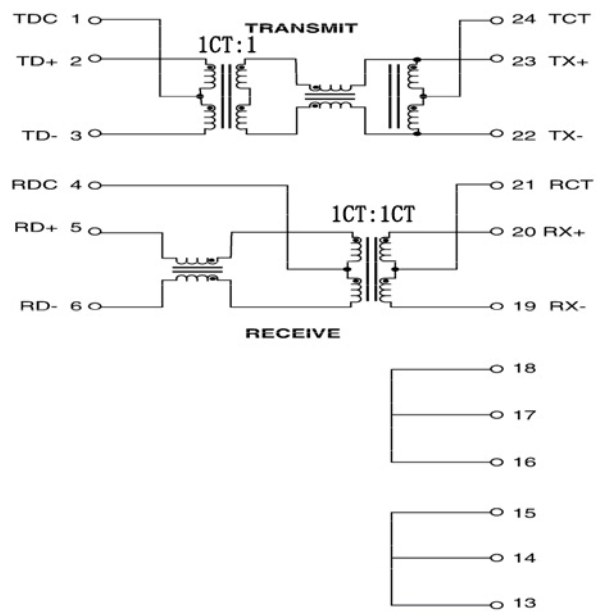 TDC 1 TRANSMIT 24 TCT
1CT:1
TD+ 2 23 TX+
TD- 3 22 TX-
RDC 4 21 RCT
1CT:1CT
RD+ 5 20 RX+
RD- 6 19 RX-
RECEIVE
18
17
16
15
14
13